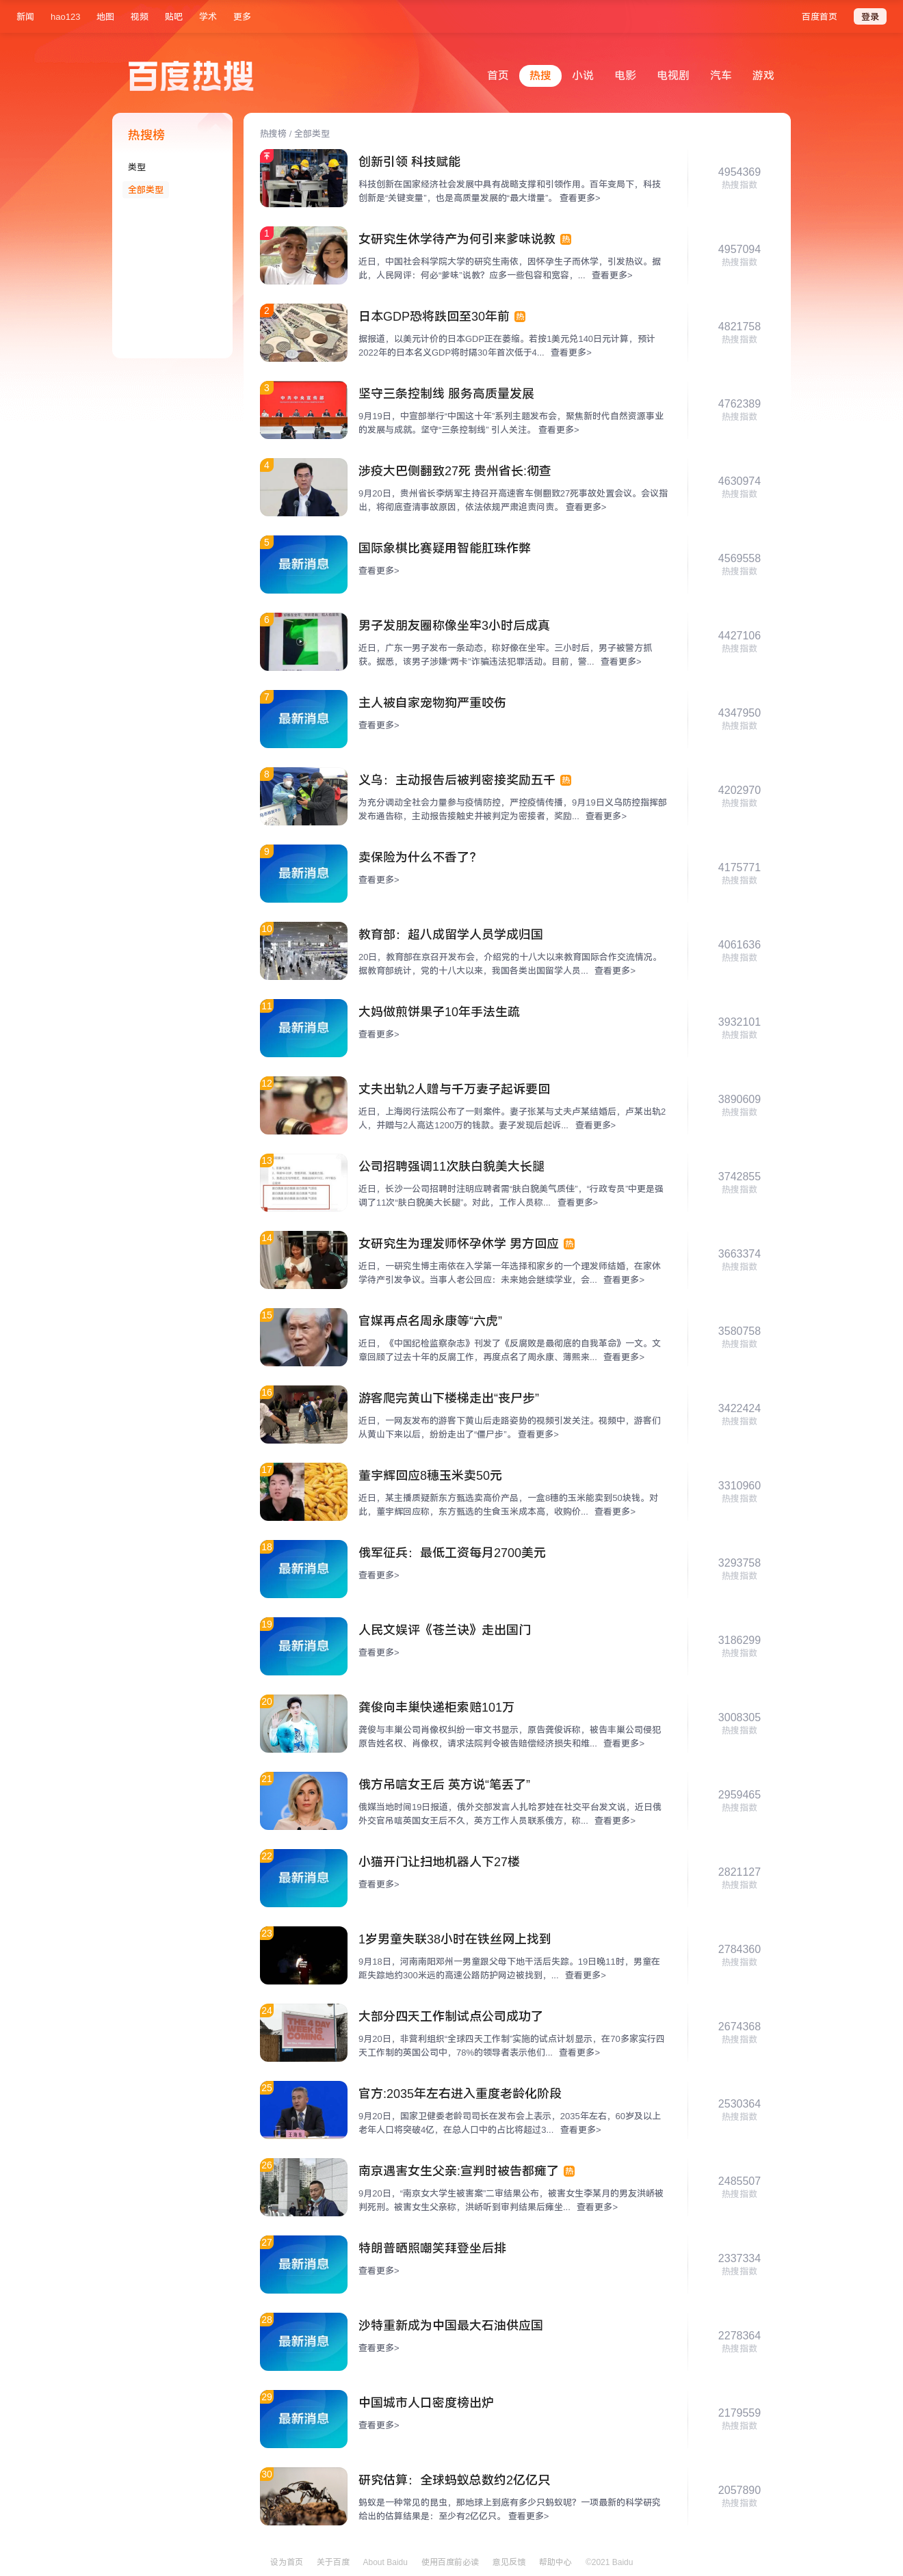 新闻 hao123 地图 视频 贴吧 学术 更多 百度首页 登录
百度热搜
首页 热搜 小说 电影 电视剧 汽车 游戏
热搜榜
类型
全部类型
热搜榜 / 全部类型
创新引领 科技赋能
科技创新在国家经济社会发展中具有战略支撑和引领作用。百年变局下，科技
创新是“关键变量”，也是高质量发展的“最大增量”。 查看更多>
4954369
热搜指数
1
女研究生休学待产为何引来爹味说教 热
近日，中国社会科学院大学的研究生南依，因怀孕生子而休学，引发热议。据
此，人民网评：何必“爹味”说教？应多一些包容和宽容，... 查看更多>
4957094
热搜指数
2
日本GDP恐将跌回至30年前 热
据报道，以美元计价的日本GDP正在萎缩。若按1美元兑140日元计算，预计
2022年的日本名义GDP将时隔30年首次低于4... 查看更多>
4821758
热搜指数
3
坚守三条控制线 服务高质量发展
9月19日，中宣部举行“中国这十年”系列主题发布会，聚焦新时代自然资源事业
的发展与成就。坚守“三条控制线” 引人关注。 查看更多>
4762389
热搜指数
4
涉疫大巴侧翻致27死 贵州省长:彻查
9月20日，贵州省长李炳军主持召开高速客车侧翻致27死事故处置会议。会议指
出，将彻底查清事故原因，依法依规严肃追责问责。 查看更多>
4630974
热搜指数
5
最新消息
国际象棋比赛疑用智能肛珠作弊
查看更多>
4569558
热搜指数
6
男子发朋友圈称像坐牢3小时后成真
近日，广东一男子发布一条动态，称好像在坐牢。三小时后，男子被警方抓
获。据悉，该男子涉嫌“两卡”诈骗违法犯罪活动。目前，警... 查看更多>
4427106
热搜指数
7
最新消息
主人被自家宠物狗严重咬伤
查看更多>
4347950
热搜指数
8
义乌：主动报告后被判密接奖励五千 热
为充分调动全社会力量参与疫情防控，严控疫情传播，9月19日义乌防控指挥部
发布通告称，主动报告接触史并被判定为密接者，奖励... 查看更多>
4202970
热搜指数
9
最新消息
卖保险为什么不香了？
查看更多>
4175771
热搜指数
10
教育部：超八成留学人员学成归国
20日，教育部在京召开发布会，介绍党的十八大以来教育国际合作交流情况。
据教育部统计，党的十八大以来，我国各类出国留学人员... 查看更多>
4061636
热搜指数
11
最新消息
大妈做煎饼果子10年手法生疏
查看更多>
3932101
热搜指数
12
丈夫出轨2人赠与千万妻子起诉要回
近日，上海闵行法院公布了一则案件。妻子张某与丈夫卢某结婚后，卢某出轨2
人，并赠与2人高达1200万的钱款。妻子发现后起诉... 查看更多>
3890609
热搜指数
13
公司招聘强调11次肤白貌美大长腿
近日，长沙一公司招聘时注明应聘者需“肤白貌美气质佳”，“行政专员”中更是强
调了11次“肤白貌美大长腿”。对此，工作人员称... 查看更多>
3742855
热搜指数
14
女研究生为理发师怀孕休学 男方回应 热
近日，一研究生博主南依在入学第一年选择和家乡的一个理发师结婚，在家休
学待产引发争议。当事人老公回应：未来她会继续学业，会... 查看更多>
3663374
热搜指数
15
官媒再点名周永康等“六虎”
近日，《中国纪检监察杂志》刊发了《反腐败是最彻底的自我革命》一文。文
章回顾了过去十年的反腐工作，再度点名了周永康、薄熙来... 查看更多>
3580758
热搜指数
16
游客爬完黄山下楼梯走出“丧尸步”
近日，一网友发布的游客下黄山后走路姿势的视频引发关注。视频中，游客们
从黄山下来以后，纷纷走出了“僵尸步”。 查看更多>
3422424
热搜指数
17
董宇辉回应8穗玉米卖50元
近日，某主播质疑新东方甄选卖高价产品，一盒8穗的玉米能卖到50块钱。对
此，董宇辉回应称，东方甄选的生食玉米成本高，收购价... 查看更多>
3310960
热搜指数
18
最新消息
俄军征兵：最低工资每月2700美元
查看更多>
3293758
热搜指数
19
最新消息
人民文娱评《苍兰诀》走出国门
查看更多>
3186299
热搜指数
20
龚俊向丰巢快递柜索赔101万
龚俊与丰巢公司肖像权纠纷一审文书显示，原告龚俊诉称，被告丰巢公司侵犯
原告姓名权、肖像权，请求法院判令被告赔偿经济损失和维... 查看更多>
3008305
热搜指数
21
俄方吊唁女王后 英方说“笔丢了”
俄媒当地时间19日报道，俄外交部发言人扎哈罗娃在社交平台发文说，近日俄
外交官吊唁英国女王后不久，英方工作人员联系俄方，称... 查看更多>
2959465
热搜指数
22
最新消息
小猫开门让扫地机器人下27楼
查看更多>
2821127
热搜指数
23
1岁男童失联38小时在铁丝网上找到
9月18日，河南南阳邓州一男童跟父母下地干活后失踪。19日晚11时，男童在
距失踪地约300米远的高速公路防护网边被找到，... 查看更多>
2784360
热搜指数
24
大部分四天工作制试点公司成功了
9月20日，非营利组织“全球四天工作制”实施的试点计划显示，在70多家实行四
天工作制的英国公司中，78%的领导者表示他们... 查看更多>
2674368
热搜指数
25
官方:2035年左右进入重度老龄化阶段
9月20日，国家卫健委老龄司司长在发布会上表示，2035年左右，60岁及以上
老年人口将突破4亿，在总人口中的占比将超过3... 查看更多>
2530364
热搜指数
26
南京遇害女生父亲:宣判时被告都瘫了 热
9月20日，“南京女大学生被害案”二审结果公布，被害女生李某月的男友洪峤被
判死刑。被害女生父亲称，洪峤听到审判结果后瘫坐... 查看更多>
2485507
热搜指数
27
最新消息
特朗普晒照嘲笑拜登坐后排
查看更多>
2337334
热搜指数
28
最新消息
沙特重新成为中国最大石油供应国
查看更多>
2278364
热搜指数
29
最新消息
中国城市人口密度榜出炉
查看更多>
2179559
热搜指数
30
研究估算：全球蚂蚁总数约2亿亿只
蚂蚁是一种常见的昆虫，那地球上到底有多少只蚂蚁呢？一项最新的科学研究
给出的估算结果是：至少有2亿亿只。 查看更多>
2057890
热搜指数
设为首页 关于百度 About Baidu 使用百度前必读 意见反馈 帮助中心 ©2021 Baidu